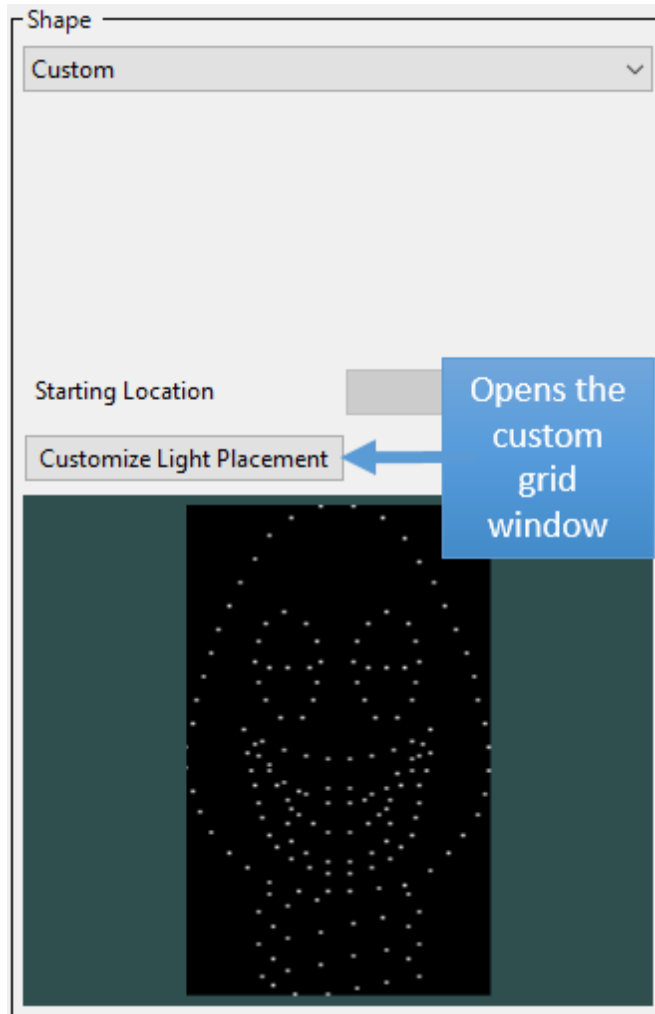 Shape
Custom
Starting Location
Opens the
custom
grid
window
Customize Light Placement